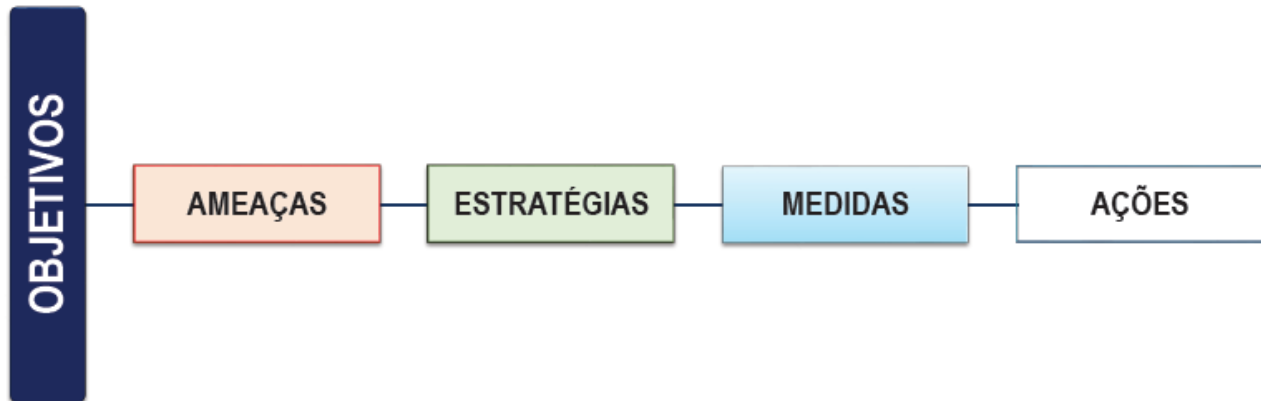 OBJETIVOS
AMEAÇAS
ESTRATÉGIAS
MEDIDAS
AÇÕES